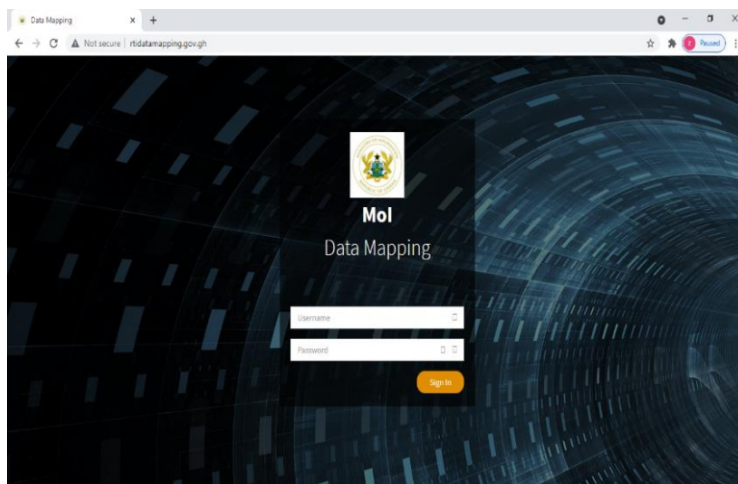 Data Mapping
Not secure | rtidatamapping.gov.gh
Paused
MoI
Data Mapping
Username
Password
Sign In